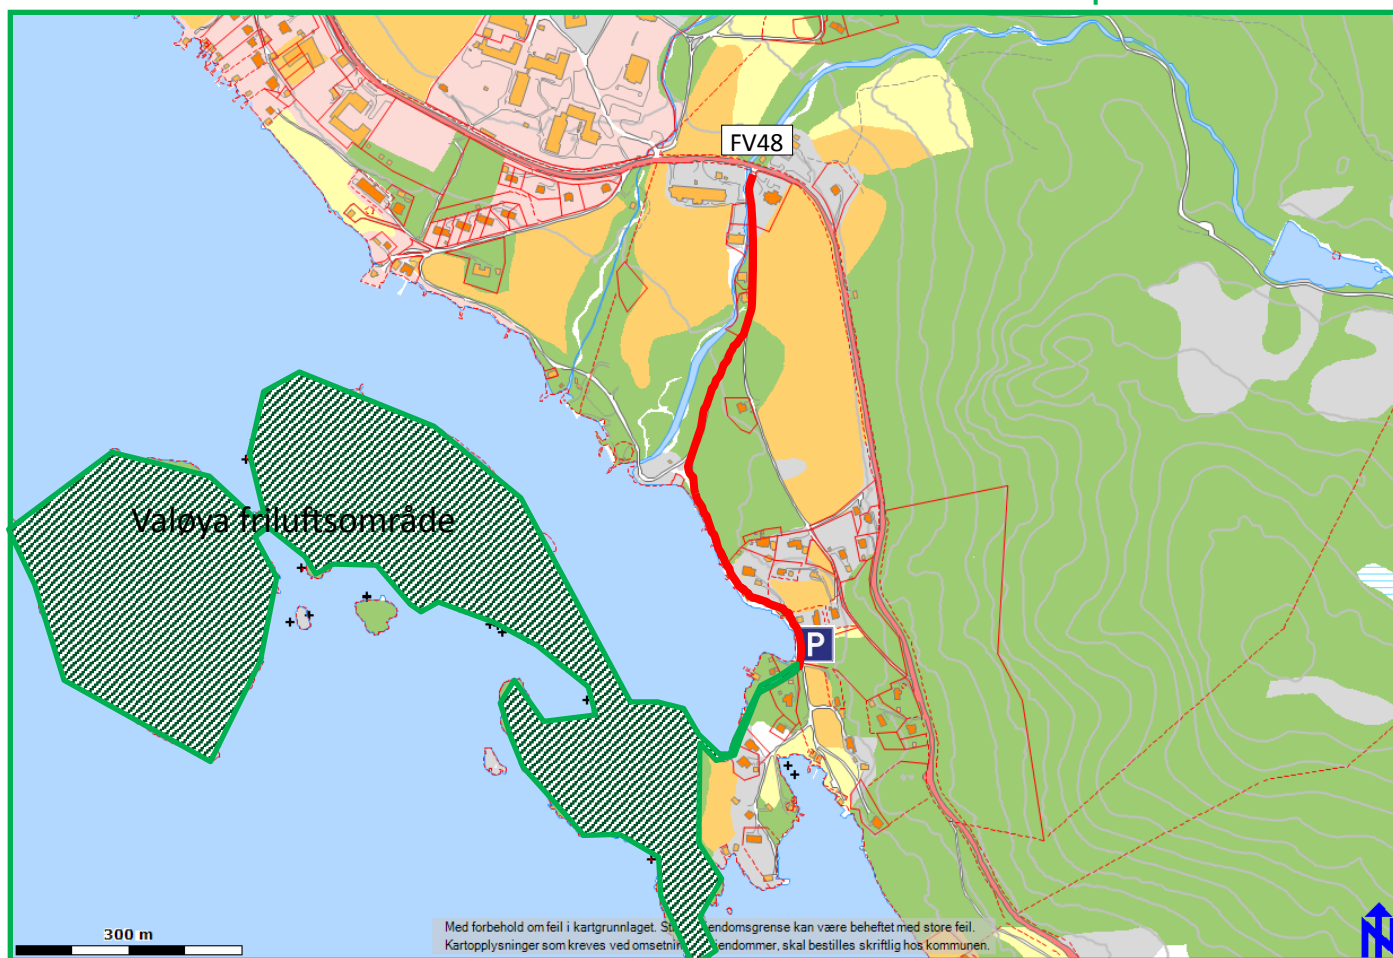 FV48
Valøya friluftsområde
P
300 m
Med forbehold om feil i kartgrunnlaget. endomsgrense kan være beheftet med store feil.
Kartopplysninger som kreves ved omsetnin endommer, skal bestilles skriftlig hos kommunen.
N